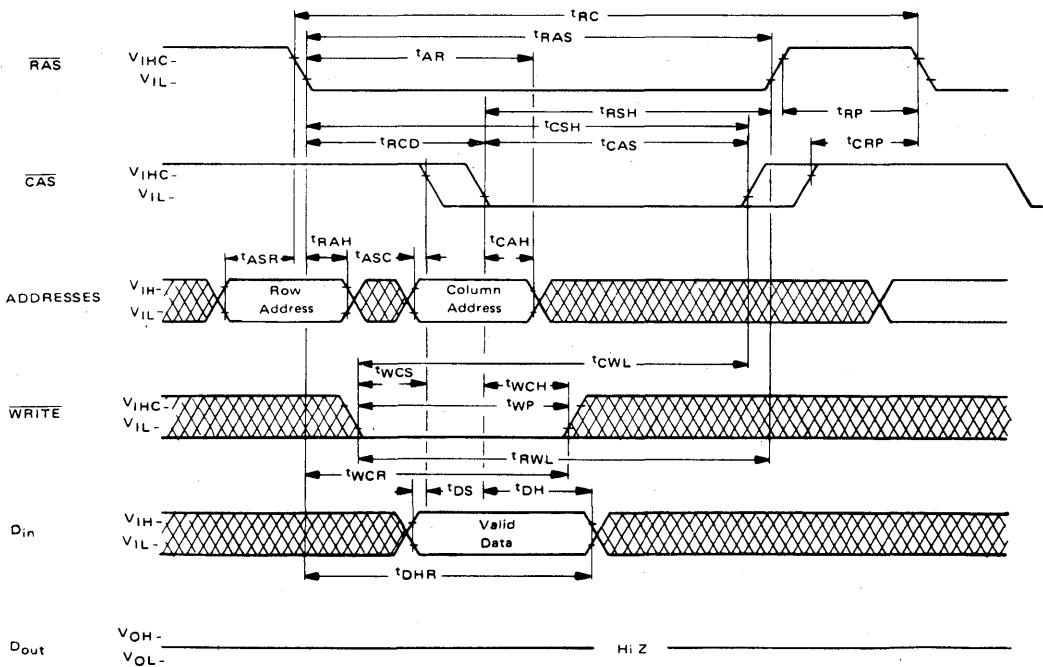 tRC
tRAS
tAR
RAS
VIHC-
VIL-
tRSH
tRP
tCSH
tRCD
tCAS
tCRP
CAS
VIHC-
VIL-
tRAH
tASR
tASC
tCAH
ADDRESSES
VIH-
VIL-
Row
Address
Column
Address
tCWL
tWCS
tWCH
WRITE
VIHC-
VIL-
tWP
tRWL
tWCR
tDS
tDH
Din
VIH-
VIL-
Valid
Data
tDHR
Dout
VOH-
VOL-
Hi Z